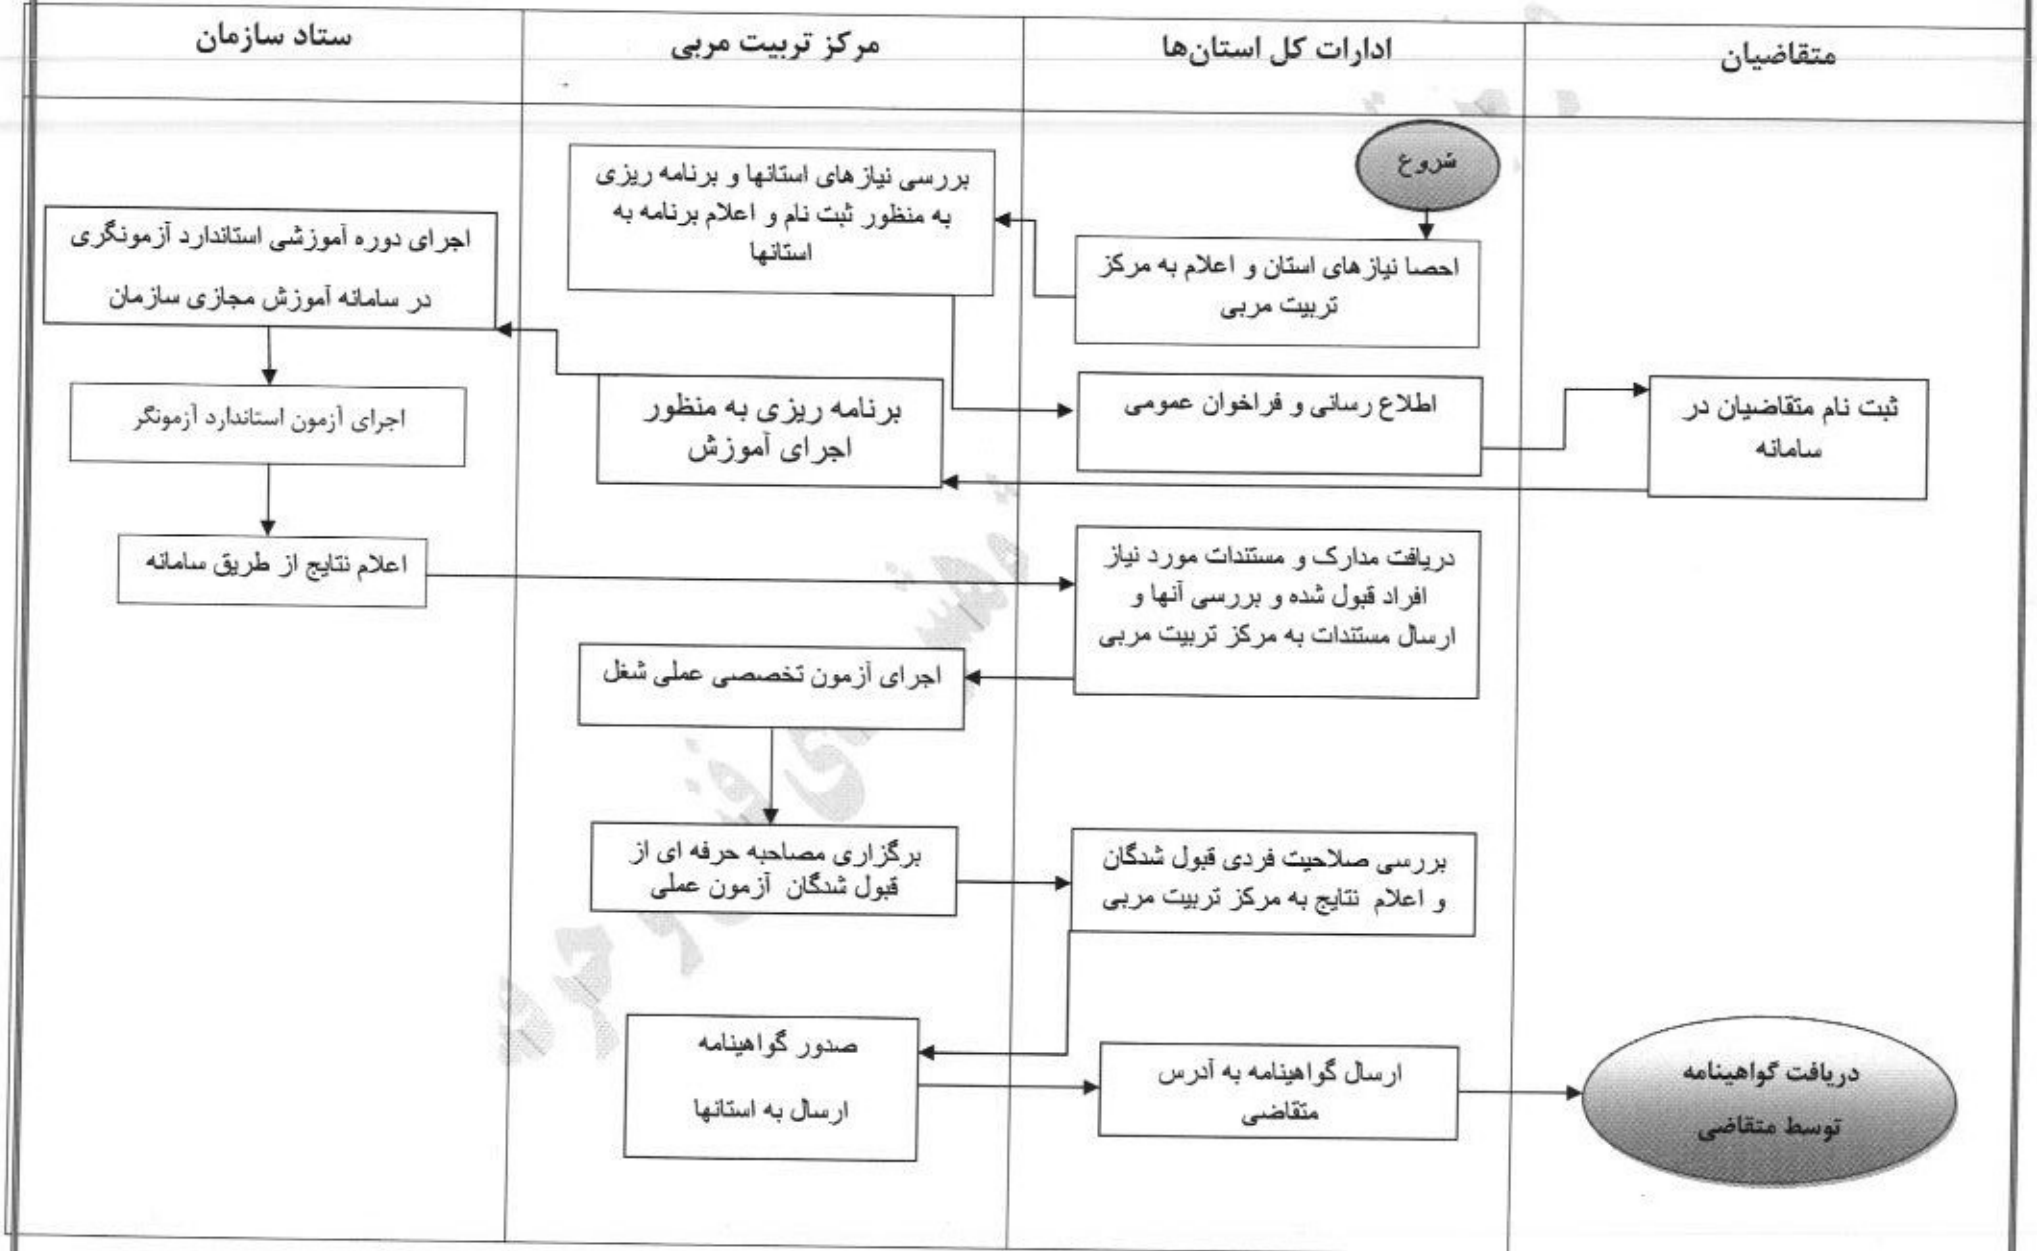 متقاضیان
ادارات کل استان‌ها
مرکز تربیت مربی
ستاد سازمان
شروع
احصا نیازهای استان و اعلام به مرکز
تربیت مربی
بررسی نیازهای استانها و برنامه ریزی
به منظور ثبت نام و اعلام برنامه به
استانها
اطلاع رسانی و فراخوان عمومی
ثبت نام متقاضیان در
سامانه
برنامه ریزی به منظور
اجرای آموزش
اجرای دوره آموزشی استاندارد آزمونگری
در سامانه آموزش مجازی سازمان
اجرای آزمون استاندارد آزمونگر
اعلام نتایج از طریق سامانه
دریافت مدارک و مستندات مورد نیاز
افراد قبول شده و بررسی آنها و
ارسال مستندات به مرکز تربیت مربی
اجرای آزمون تخصصی عملی شغل
برگزاری مصاحبه حرفه ای از
قبول شدگان آزمون عملی
بررسی صلاحیت فردی قبول شدگان
و اعلام نتایج به مرکز تربیت مربی
صدور گواهینامه
ارسال به استانها
ارسال گواهینامه به آدرس
متقاضی
دریافت گواهینامه
توسط متقاضی